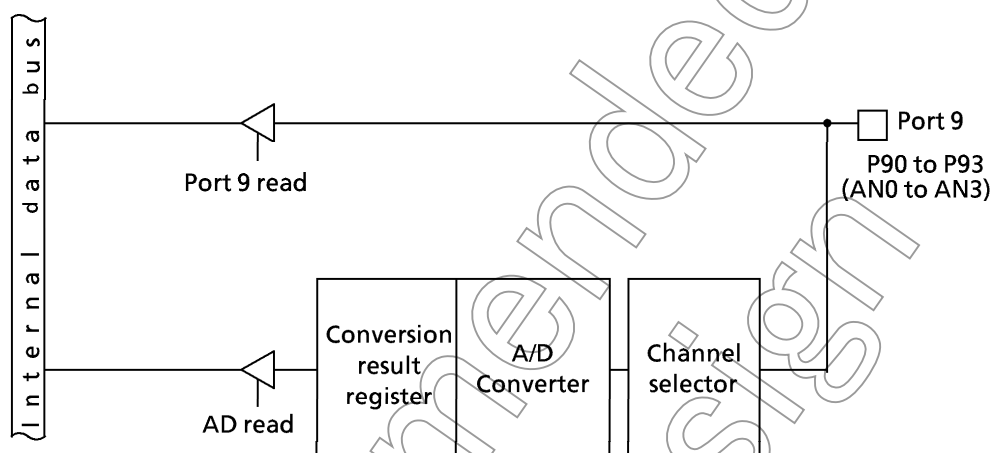 Internal data bus
Port 9
Port 9 read
P90 to P93
(AN0 to AN3)
Conversion
result
register
A/D
Converter
Channel
selector
AD read